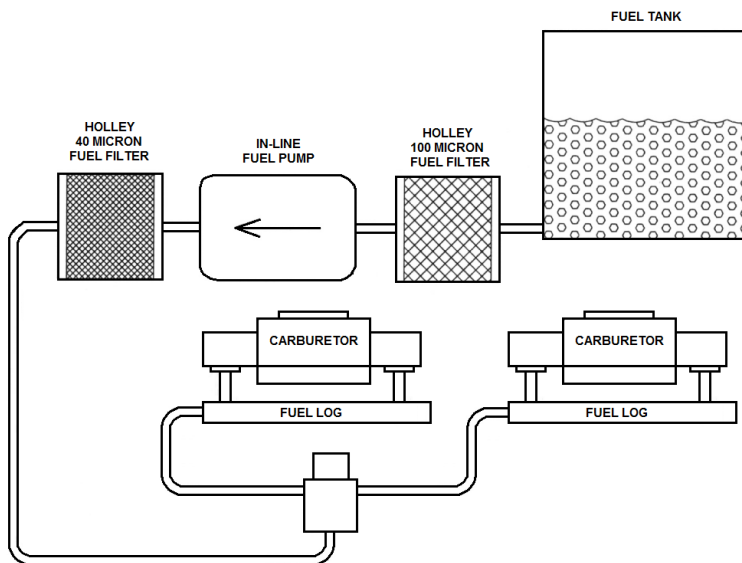 FUEL TANK
HOLLEY
40 MICRON
FUEL FILTER
IN-LINE
FUEL PUMP
HOLLEY
100 MICRON
FUEL FILTER
CARBURETOR
CARBURETOR
FUEL LOG
FUEL LOG